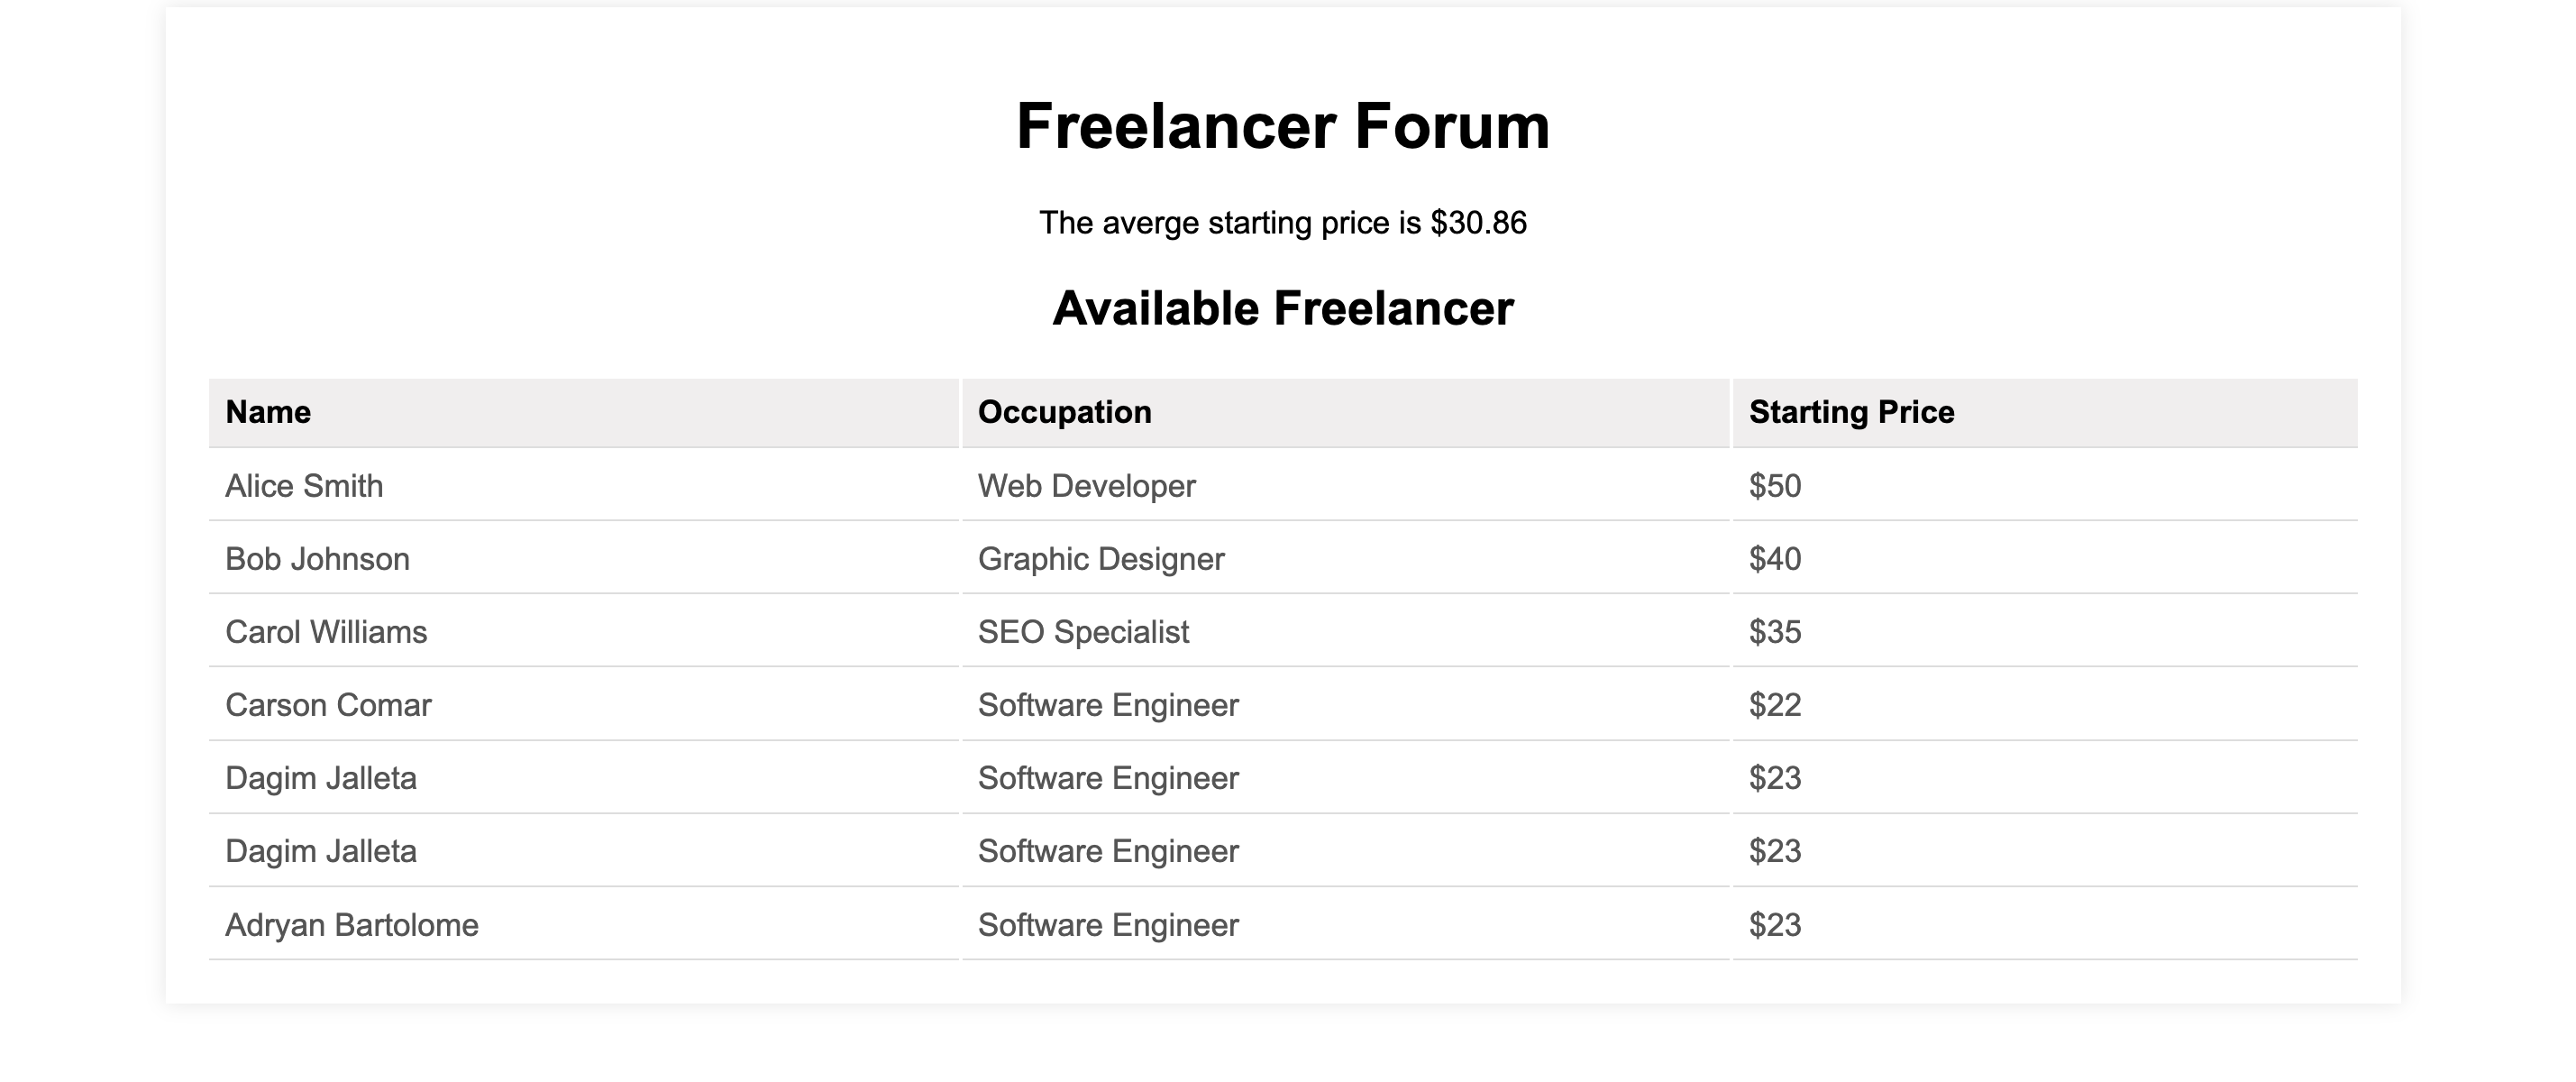 Freelancer Forum
The averge starting price is $30.86
Available Freelancer
Name Occupation Starting Price
Alice Smith Web Developer $50
Bob Johnson Graphic Designer $40
Carol Williams SEO Specialist $35
Carson Comar Software Engineer $22
Dagim Jalleta Software Engineer $23
Dagim Jalleta Software Engineer $23
Adryan Bartolome Software Engineer $23